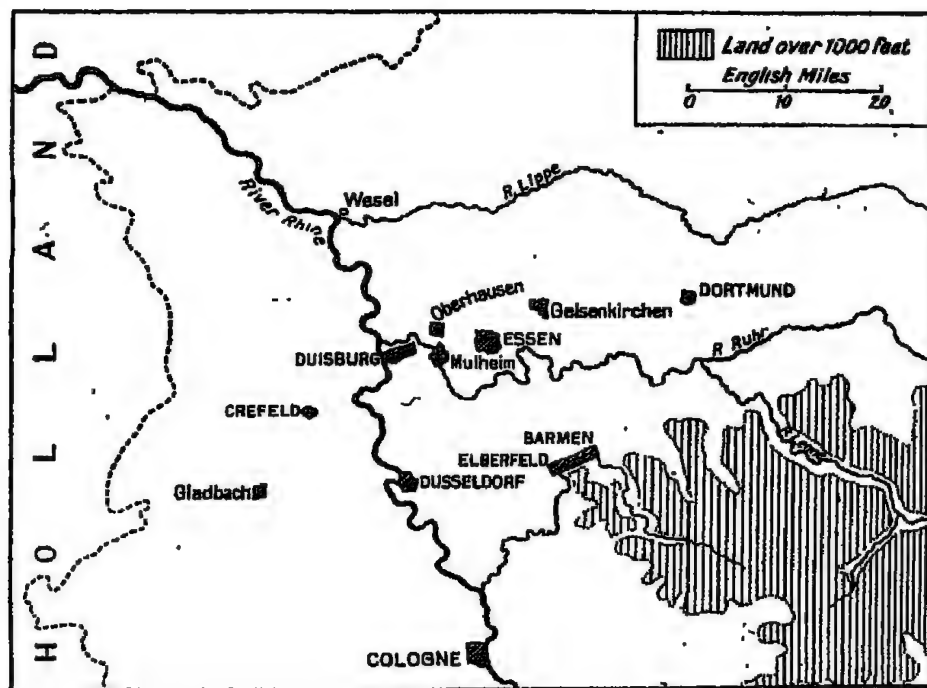 Land over 1000 feet
English Miles
0 10 20
HOLLAND
River Rhine
Wesel
R. Lippe
Oberhausen
Gelsenkirchen
DORTMUND
DUISBURG
Mulheim
ESSEN
R. Ruhr
CREFELD
BARMEN
ELBERFELD
Gladbach
DUSSELDORF
COLOGNE